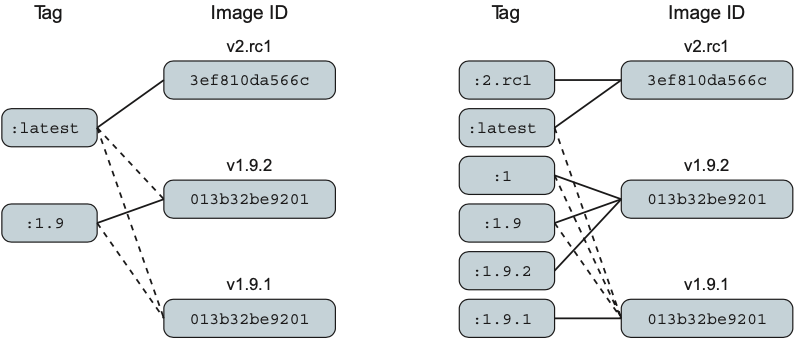 Tag Image ID
v2.rc1
3ef810da566c
:latest
v1.9.2
013b32be9201
:1.9
v1.9.1
013b32be9201
Tag Image ID
v2.rc1
:2.rc1 3ef810da566c
:latest
v1.9.2
:1
013b32be9201
:1.9
:1.9.2
v1.9.1
:1.9.1 013b32be9201